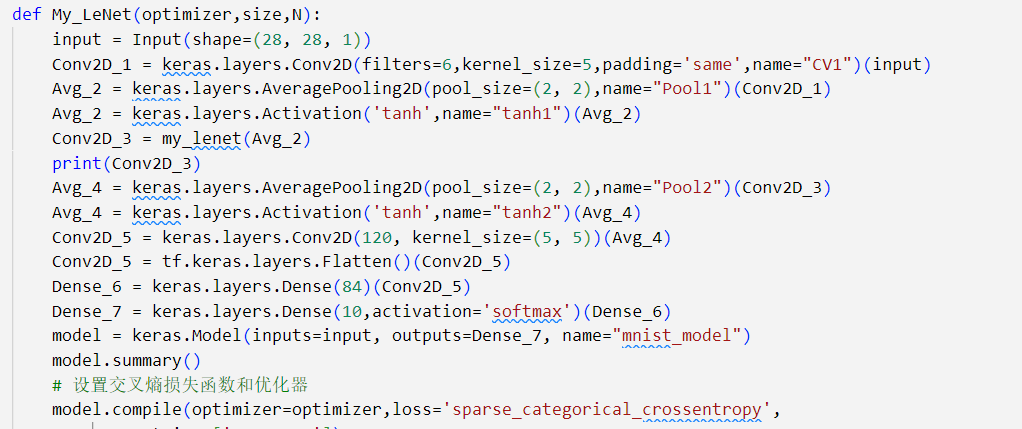 def My_LeNet(optimizer,size,N):
    input = Input(shape=(28, 28, 1))
    Conv2D_1 = keras.layers.Conv2D(filters=6,kernel_size=5,padding='same',name="CV1")(input)
    Avg_2 = keras.layers.AveragePooling2D(pool_size=(2, 2),name="Pool1")(Conv2D_1)
    Avg_2 = keras.layers.Activation('tanh',name="tanh1")(Avg_2)
    Conv2D_3 = my_lenet(Avg_2)
    print(Conv2D_3)
    Avg_4 = keras.layers.AveragePooling2D(pool_size=(2, 2),name="Pool2")(Conv2D_3)
    Avg_4 = keras.layers.Activation('tanh',name="tanh2")(Avg_4)
    Conv2D_5 = keras.layers.Conv2D(120, kernel_size=(5, 5))(Avg_4)
    Conv2D_5 = tf.keras.layers.Flatten()(Conv2D_5)
    Dense_6 = keras.layers.Dense(84)(Conv2D_5)
    Dense_7 = keras.layers.Dense(10,activation='softmax')(Dense_6)
    model = keras.Model(inputs=input, outputs=Dense_7, name="mnist_model")
    model.summary()
    # 设置交叉熵损失函数和优化器
    model.compile(optimizer=optimizer,loss='sparse_categorical_crossentropy',